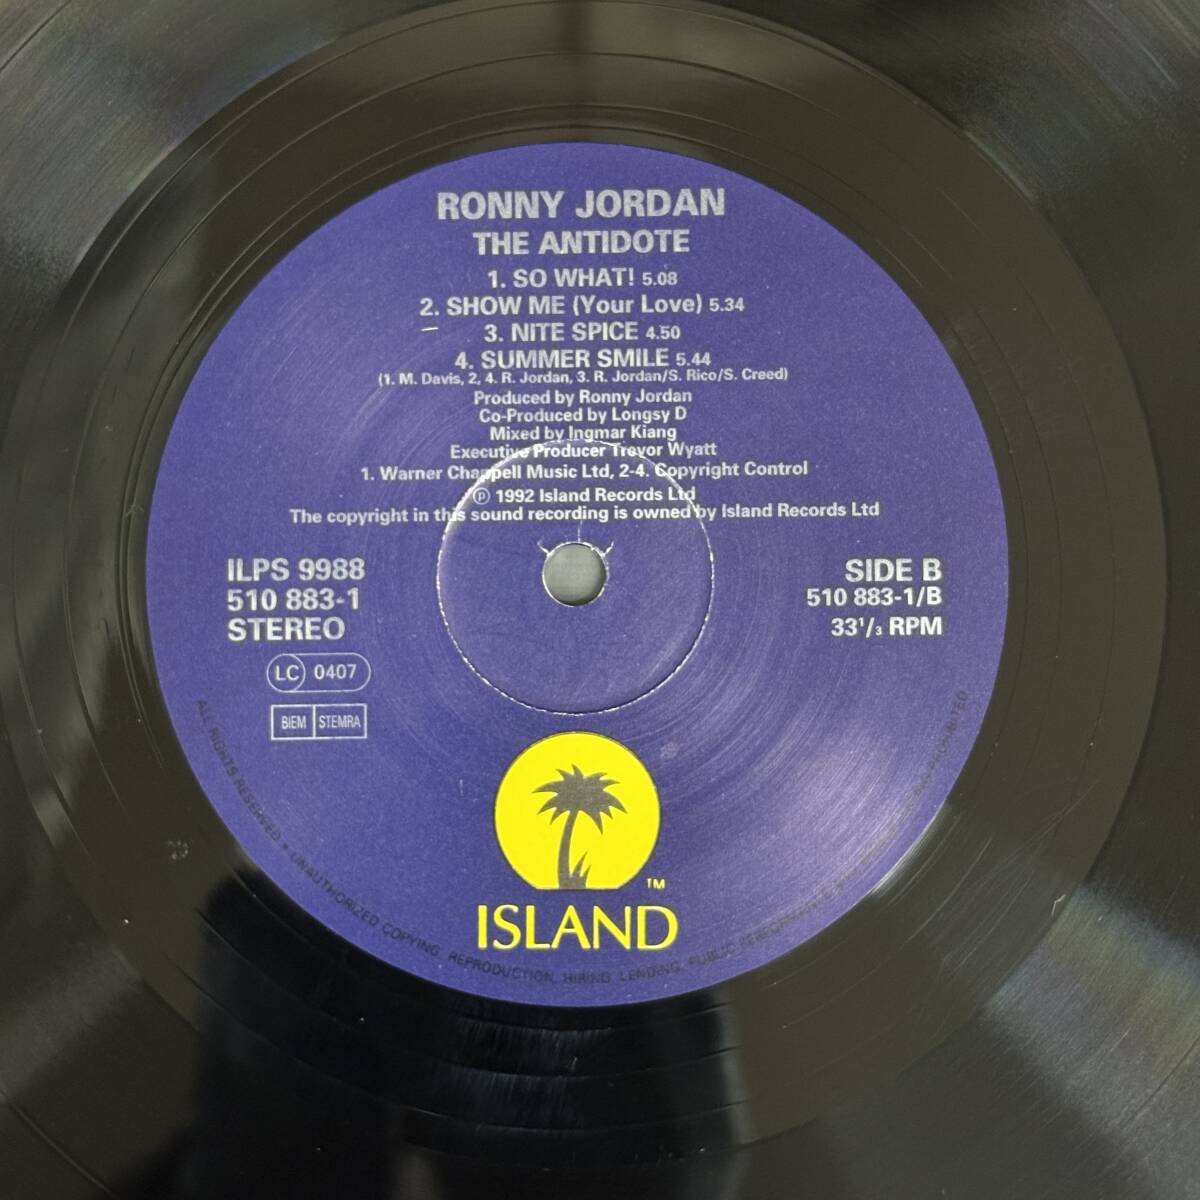 RONNY JORDAN
THE ANTIDOTE
1. SO WHAT! 5.08
2. SHOW ME (Your Love) 5.34
3. NITE SPICE 4.50
4. SUMMER SMILE 5.44
(1. M. Davis, 2, 4. R. Jordan, 3. R. Jordan/S. Rico/S. Creed)
Produced by Ronny Jordan
Co-Produced by Longsy D
Mixed by Ingmar Kiang
Executive Producer Trevor Wyatt
1. Warner Chappell Music Ltd, 2-4. Copyright Control
℗ 1992 Island Records Ltd
The copyright in this sound recording is owned by Island Records Ltd
ILPS 9988
510 883-1
STEREO
LC 0407
BIEM STEMRA
SIDE B
510 883-1/B
33¹/₃ RPM
TM
ISLAND
ALL RIGHTS RESERVED • UNAUTHORIZED COPYING, REPRODUCTION, HIRING, LENDING, PUBLIC PERFORMANCE PROHIBITED